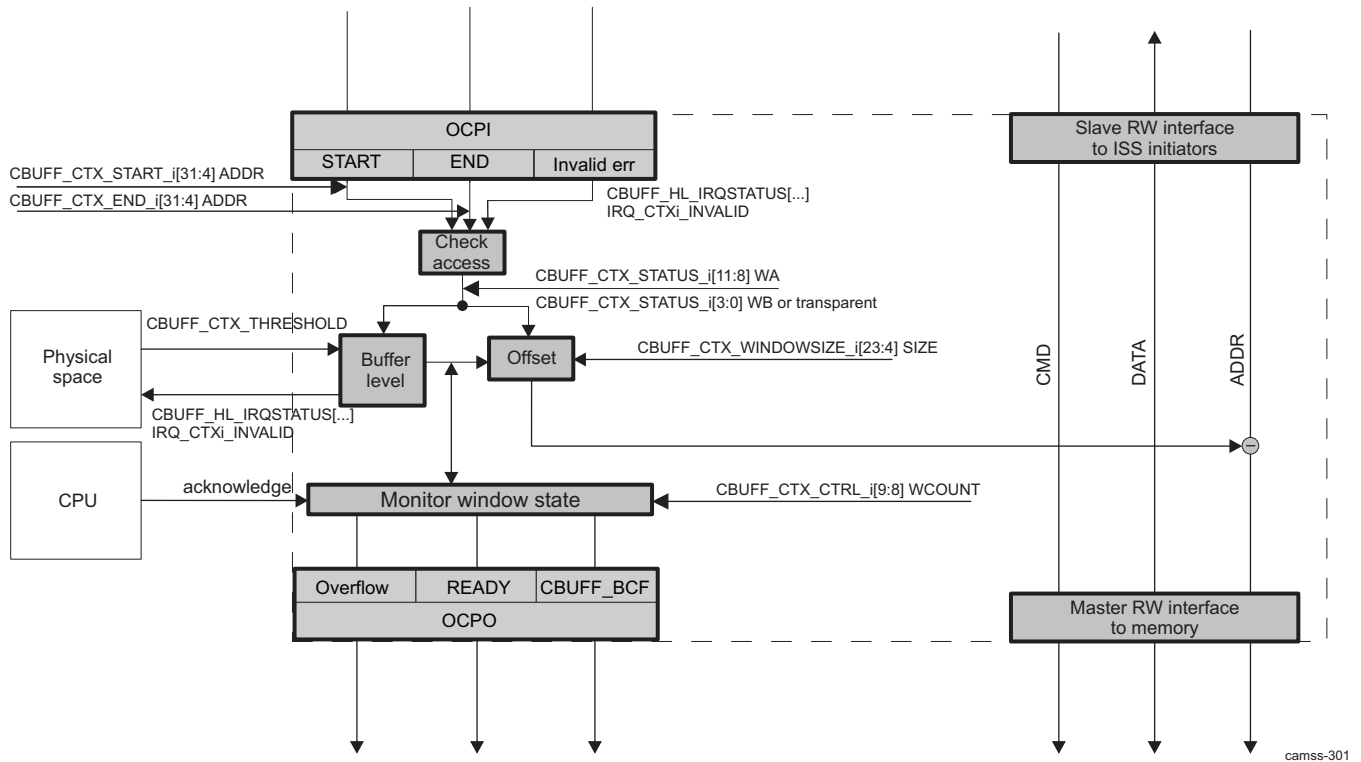 OCPI
START
END
Invalid err
Slave RW interface
to ISS initiators
CBUFF_CTX_START_i[31:4] ADDR
CBUFF_CTX_END_i[31:4] ADDR
CBUFF_HL_IRQSTATUS[...]
IRQ_CTXi_INVALID
Check
access
CBUFF_CTX_STATUS_i[11:8] WA
CBUFF_CTX_STATUS_i[3:0] WB or transparent
Physical
space
CBUFF_CTX_THRESHOLD
Buffer
level
Offset
CBUFF_CTX_WINDOWSIZE_i[23:4] SIZE
CMD
DATA
ADDR
CBUFF_HL_IRQSTATUS[...]
IRQ_CTXi_INVALID
CPU
acknowledge
Monitor window state
CBUFF_CTX_CTRL_i[9:8] WCOUNT
Overflow
READY
CBUFF_BCF
OCPO
Master RW interface
to memory
camss-301